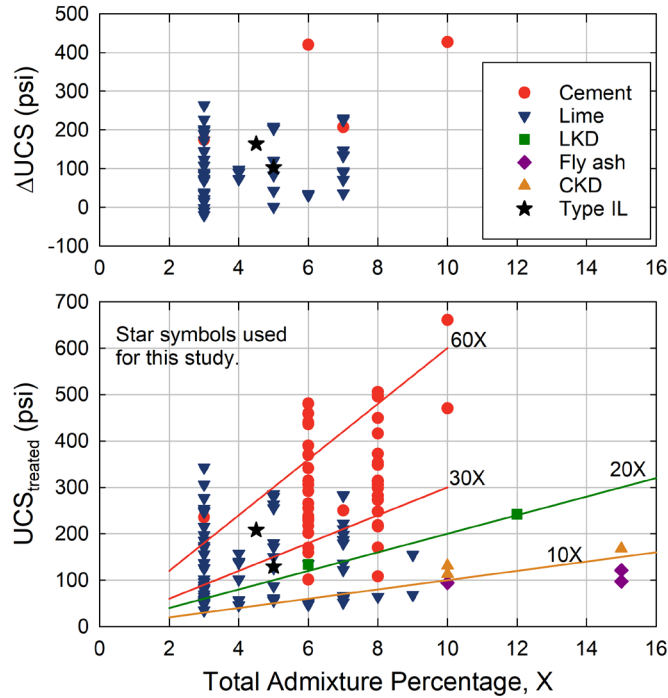 500
400
300
200
100
0
-100
ΔUCS (psi)
Cement
Lime
LKD
Fly ash
CKD
Type IL
0 2 4 6 8 10 12 14 16
700
600
500
400
300
200
100
0
UCStreated (psi)
Star symbols used
for this study.
60X
30X
20X
10X
0 2 4 6 8 10 12 14 16
Total Admixture Percentage, X